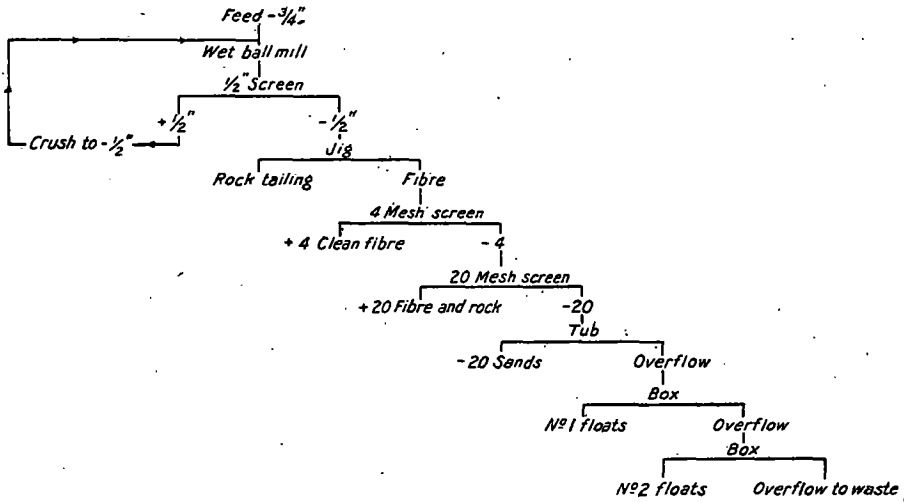 Feed -3/4"
Wet ball mill
1/2" Screen
+ 1/2" - 1/2"
Crush to - 1/2"
Jig
Rock tailing Fibre
4 Mesh screen
+ 4 Clean fibre - 4
20 Mesh screen
+ 20 Fibre and rock -20
Tub
- 20 Sands Overflow
Box
Nº1 floats Overflow
Box
Nº2 floats Overflow to waste